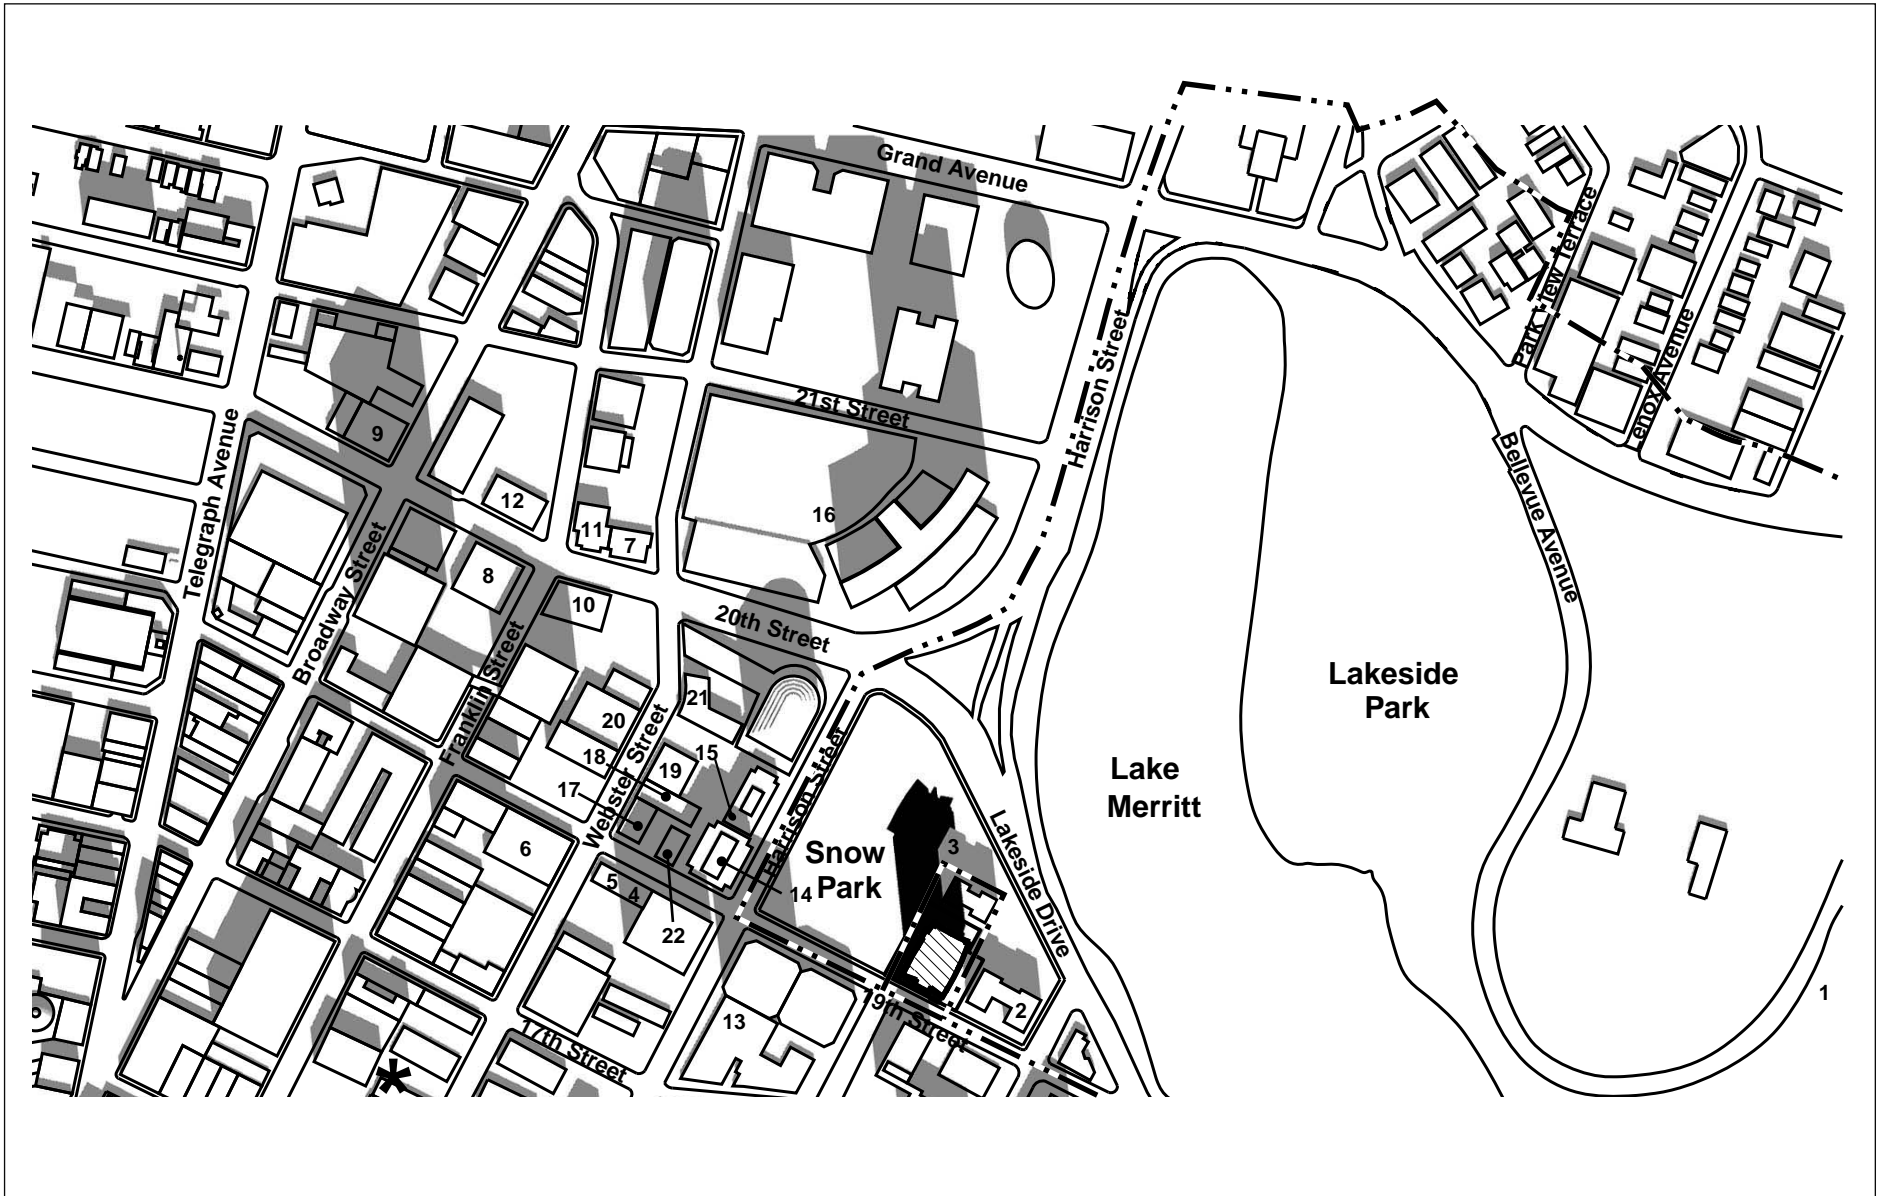 Grand Avenue
Park View Terrace
Lenox Avenue
Harrison Street
21st Street
Telegraph Avenue
9
12
16
Bellevue Avenue
11
7
Broadway Street
8
10
20th Street
Franklin Street
Lakeside
Park
21
20
Webster Street
18
15
19
Harrison Street
Lake
Merritt
17
6
Snow
Park
3
Lakeside Drive
5
4
14
22
1
19th Street
2
13
17th Street
*